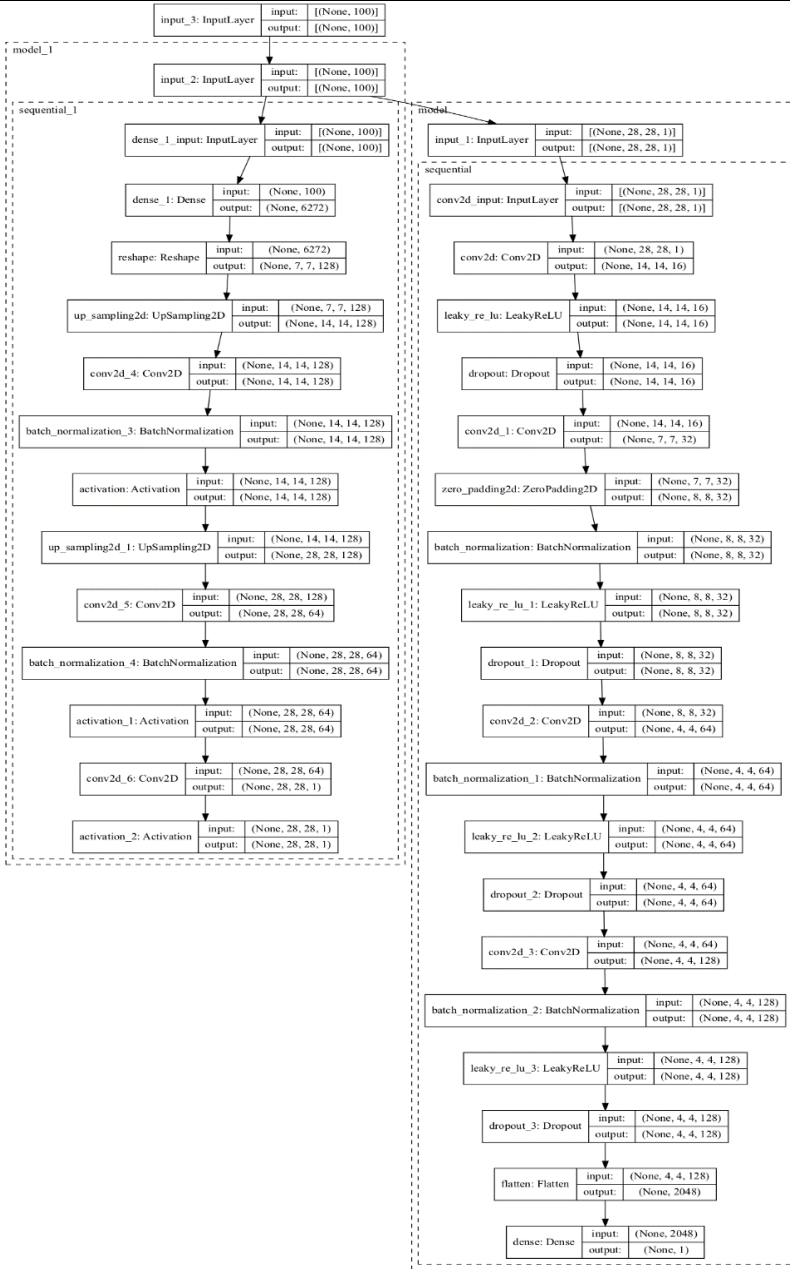 input_3: InputLayer input: [(None, 100)]
output: [(None, 100)]
model_1
input_2: InputLayer input: [(None, 100)]
output: [(None, 100)]
sequential_1
dense_1_input: InputLayer input: [(None, 100)]
output: [(None, 100)]
dense_1: Dense input: (None, 100)
output: (None, 6272)
reshape: Reshape input: (None, 6272)
output: (None, 7, 7, 128)
up_sampling2d: UpSampling2D input: (None, 7, 7, 128)
output: (None, 14, 14, 128)
conv2d_4: Conv2D input: (None, 14, 14, 128)
output: (None, 14, 14, 128)
batch_normalization_3: BatchNormalization input: (None, 14, 14, 128)
output: (None, 14, 14, 128)
activation: Activation input: (None, 14, 14, 128)
output: (None, 14, 14, 128)
up_sampling2d_1: UpSampling2D input: (None, 14, 14, 128)
output: (None, 28, 28, 128)
conv2d_5: Conv2D input: (None, 28, 28, 128)
output: (None, 28, 28, 64)
batch_normalization_4: BatchNormalization input: (None, 28, 28, 64)
output: (None, 28, 28, 64)
activation_1: Activation input: (None, 28, 28, 64)
output: (None, 28, 28, 64)
conv2d_6: Conv2D input: (None, 28, 28, 64)
output: (None, 28, 28, 1)
activation_2: Activation input: (None, 28, 28, 1)
output: (None, 28, 28, 1)
model
input_1: InputLayer input: [(None, 28, 28, 1)]
output: [(None, 28, 28, 1)]
sequential
conv2d_input: InputLayer input: [(None, 28, 28, 1)]
output: [(None, 28, 28, 1)]
conv2d: Conv2D input: (None, 28, 28, 1)
output: (None, 14, 14, 16)
leaky_re_lu: LeakyReLU input: (None, 14, 14, 16)
output: (None, 14, 14, 16)
dropout: Dropout input: (None, 14, 14, 16)
output: (None, 14, 14, 16)
conv2d_1: Conv2D input: (None, 14, 14, 16)
output: (None, 7, 7, 32)
zero_padding2d: ZeroPadding2D input: (None, 7, 7, 32)
output: (None, 8, 8, 32)
batch_normalization: BatchNormalization input: (None, 8, 8, 32)
output: (None, 8, 8, 32)
leaky_re_lu_1: LeakyReLU input: (None, 8, 8, 32)
output: (None, 8, 8, 32)
dropout_1: Dropout input: (None, 8, 8, 32)
output: (None, 8, 8, 32)
conv2d_2: Conv2D input: (None, 8, 8, 32)
output: (None, 4, 4, 64)
batch_normalization_1: BatchNormalization input: (None, 4, 4, 64)
output: (None, 4, 4, 64)
leaky_re_lu_2: LeakyReLU input: (None, 4, 4, 64)
output: (None, 4, 4, 64)
dropout_2: Dropout input: (None, 4, 4, 64)
output: (None, 4, 4, 64)
conv2d_3: Conv2D input: (None, 4, 4, 64)
output: (None, 4, 4, 128)
batch_normalization_2: BatchNormalization input: (None, 4, 4, 128)
output: (None, 4, 4, 128)
leaky_re_lu_3: LeakyReLU input: (None, 4, 4, 128)
output: (None, 4, 4, 128)
dropout_3: Dropout input: (None, 4, 4, 128)
output: (None, 4, 4, 128)
flatten: Flatten input: (None, 4, 4, 128)
output: (None, 2048)
dense: Dense input: (None, 2048)
output: (None, 1)